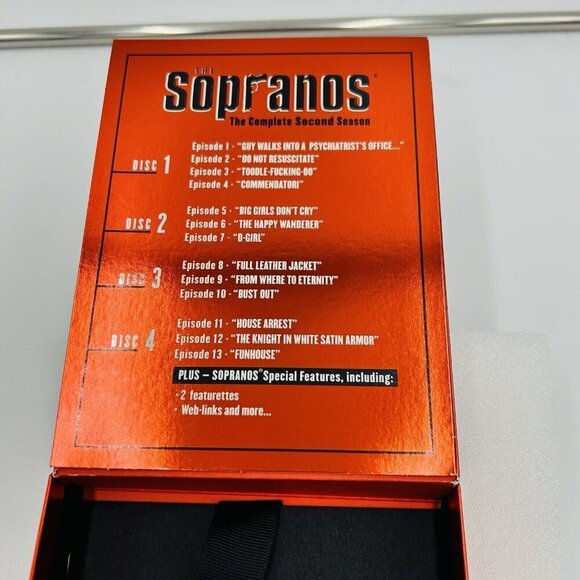 THE
Sopranos®
The Complete Second Season
DISC 1
Episode 1 - "GUY WALKS INTO A PSYCHIATRIST'S OFFICE..."
Episode 2 - "DO NOT RESUSCITATE"
Episode 3 - "TOODLE-FUCKING-OO"
Episode 4 - "COMMENDATORI"
DISC 2
Episode 5 - "BIG GIRLS DON'T CRY"
Episode 6 - "THE HAPPY WANDERER"
Episode 7 - "D-GIRL"
DISC 3
Episode 8 - "FULL LEATHER JACKET"
Episode 9 - "FROM WHERE TO ETERNITY"
Episode 10 - "BUST OUT"
DISC 4
Episode 11 - "HOUSE ARREST"
Episode 12 - "THE KNIGHT IN WHITE SATIN ARMOR"
Episode 13 - "FUNHOUSE"
PLUS – SOPRANOS® Special Features, including:
• 2 featurettes
• Web-links and more...